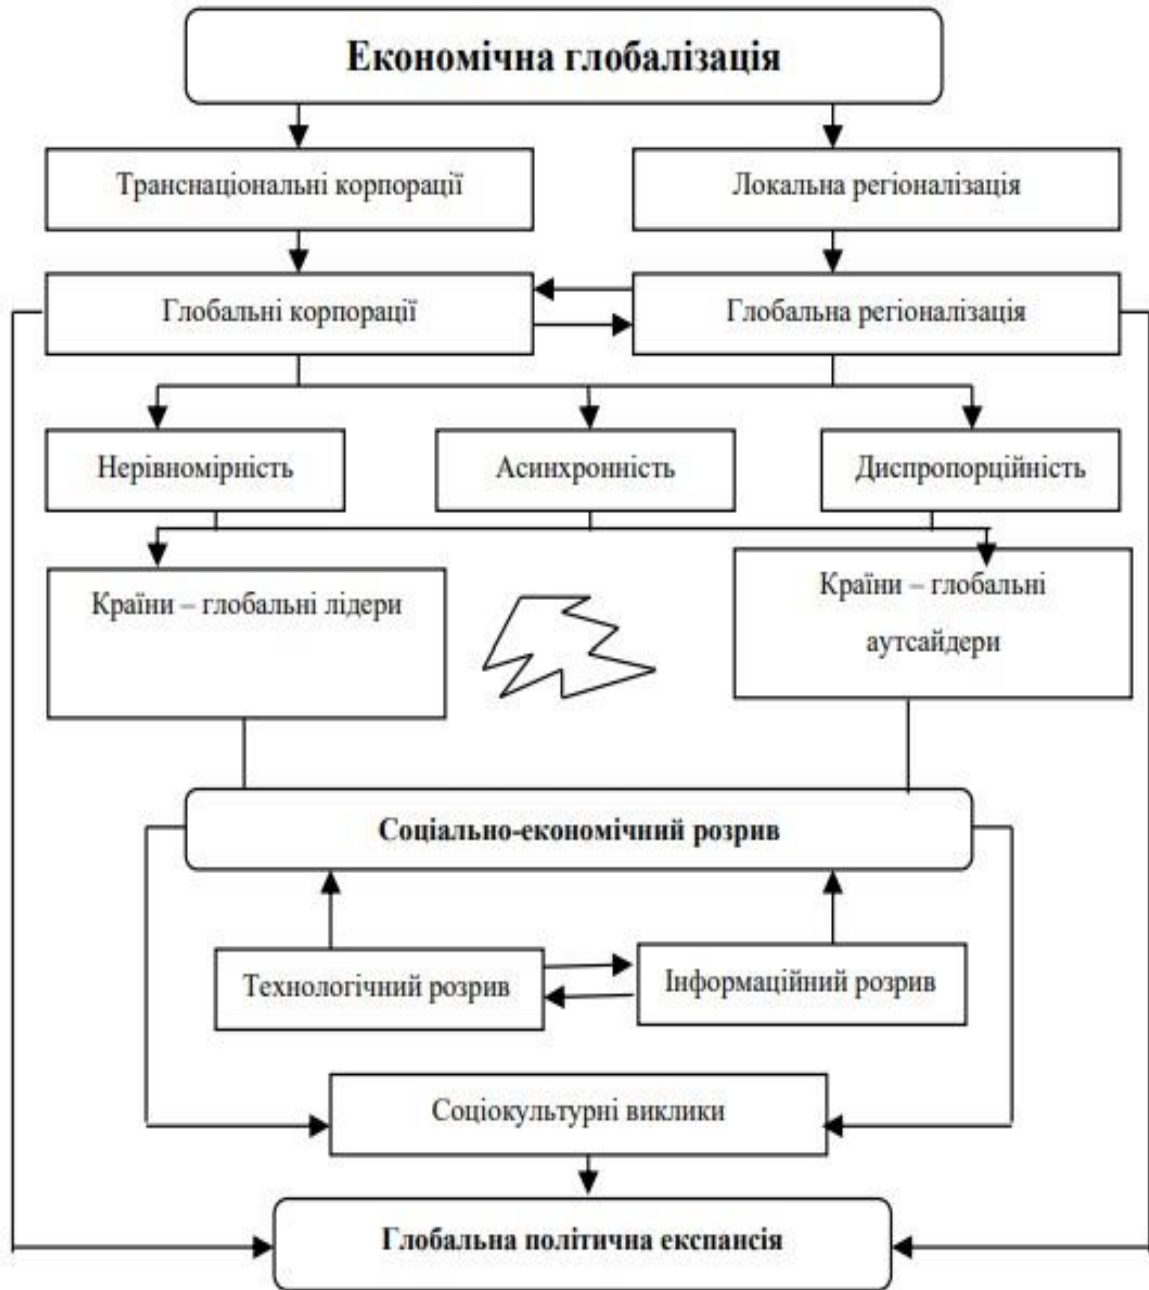 Економічна глобалізація
Транснаціональні корпорації
Локальна регіоналізація
Глобальні корпорації
Глобальна регіоналізація
Нерівномірність
Асинхронність
Диспропорційність
Країни – глобальні лідери
Країни – глобальні
аутсайдери
Соціально-економічний розрив
Технологічний розрив
Інформаційний розрив
Соціокультурні виклики
Глобальна політична експансія